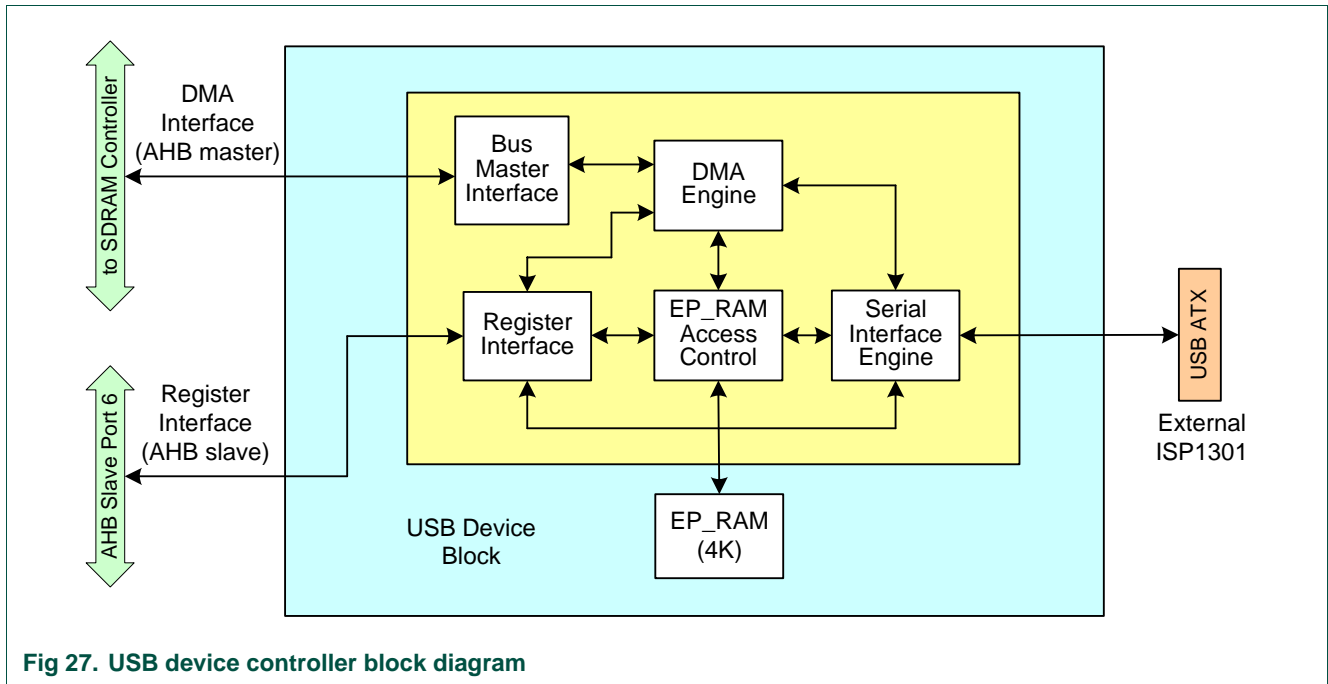 to SDRAM Controller
DMA
Interface
(AHB master)
Bus
Master
Interface
DMA
Engine
Register
Interface
EP_RAM
Access
Control
Serial
Interface
Engine
USB ATX
External
ISP1301
AHB Slave Port 6
Register
Interface
(AHB slave)
USB Device
Block
EP_RAM
(4K)
Fig 27. USB device controller block diagram